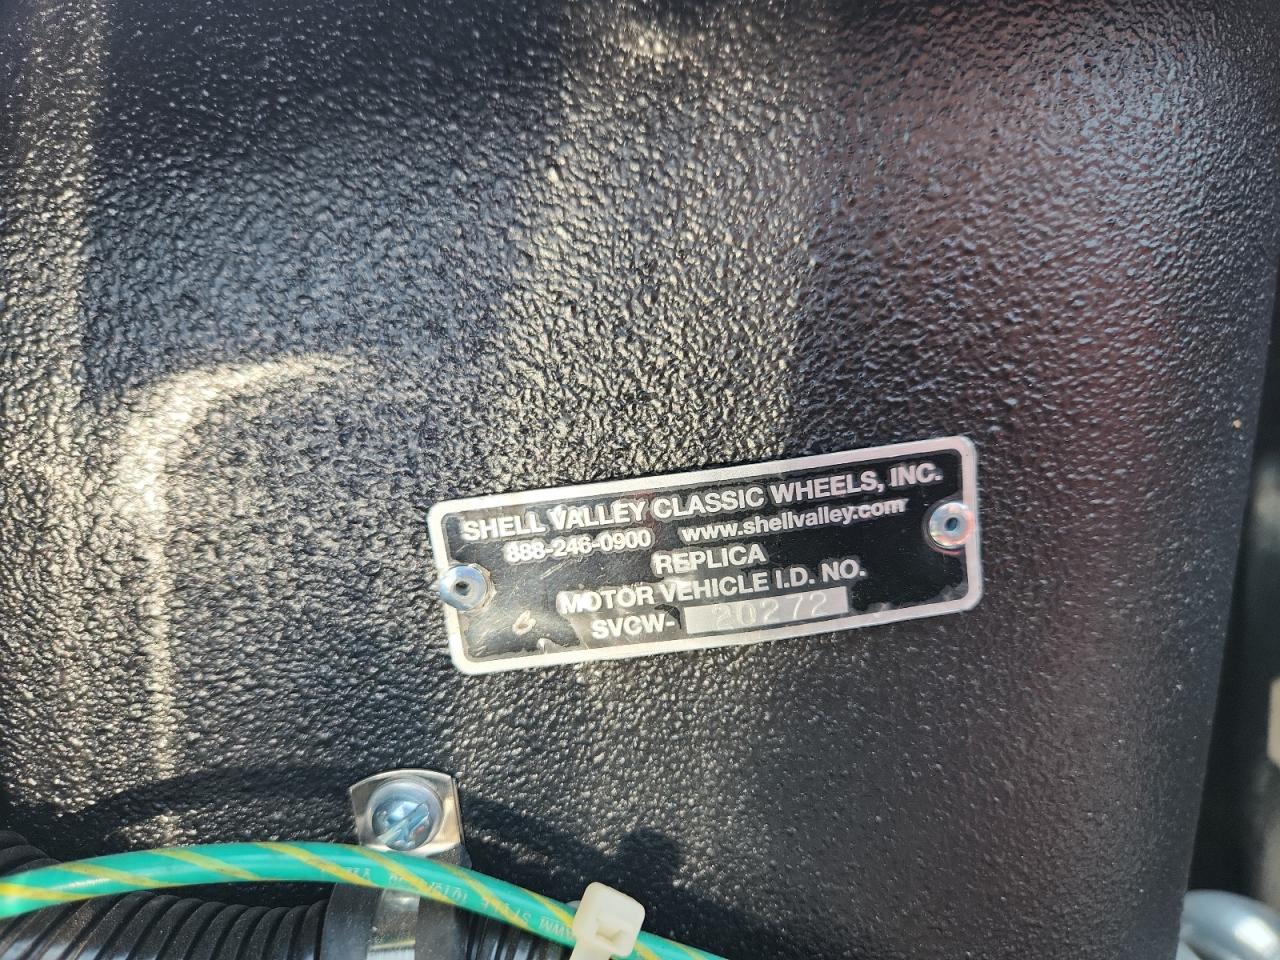 SHELL VALLEY CLASSIC WHEELS, INC.
888-246-0900 www.shellvalley.com
REPLICA
MOTOR VEHICLE I.D. NO.
SVCW- 20272